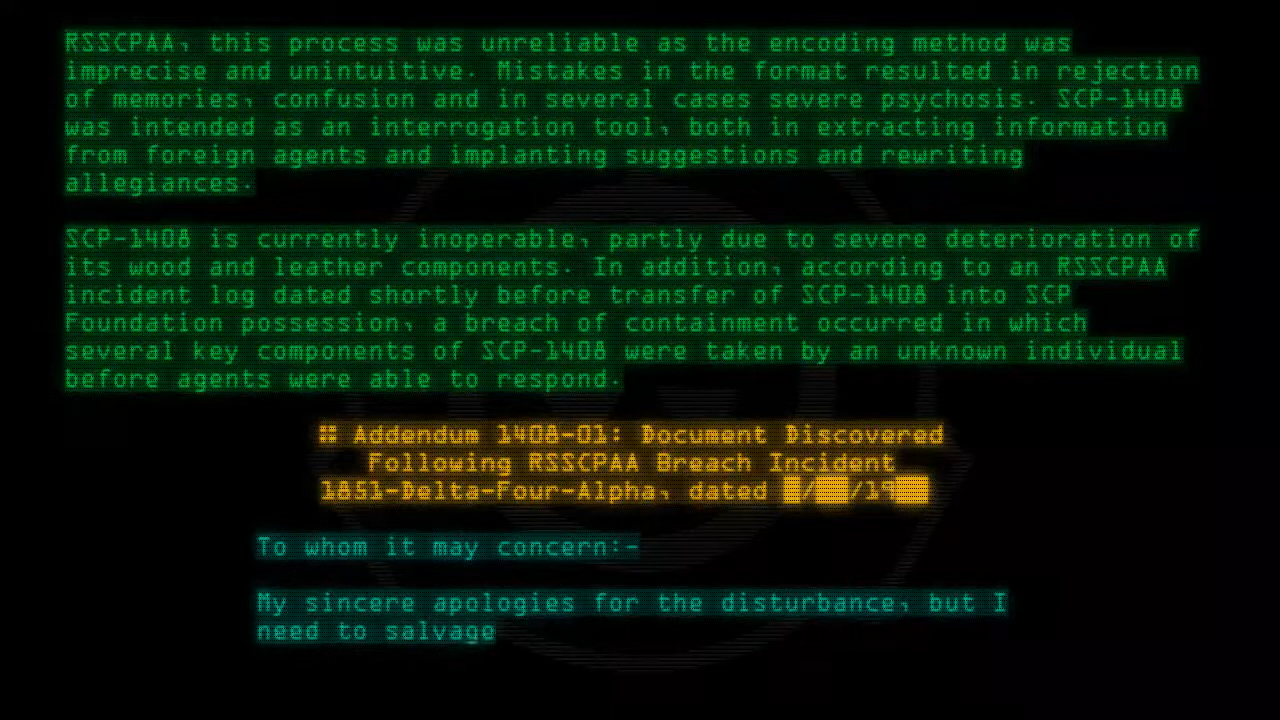 RSSCPAA, this process was unreliable as the encoding method was
imprecise and unintuitive. Mistakes in the format resulted in rejection
of memories, confusion and in several cases severe psychosis. SCP-1408
was intended as an interrogation tool, both in extracting information
from foreign agents and implanting suggestions and rewriting
allegiances.
SCP-1408 is currently inoperable, partly due to severe deterioration of
its wood and leather components. In addition, according to an RSSCPAA
incident log dated shortly before transfer of SCP-1408 into SCP
Foundation possession, a breach of containment occurred in which
several key components of SCP-1408 were taken by an unknown individual
before agents were able to respond.
## Addendum 1408-01: Document Discovered
Following RSSCPAA Breach Incident
1851-Delta-Four-Alpha, dated █/██/19██
To whom it may concern:-
My sincere apologies for the disturbance, but I
need to salvage